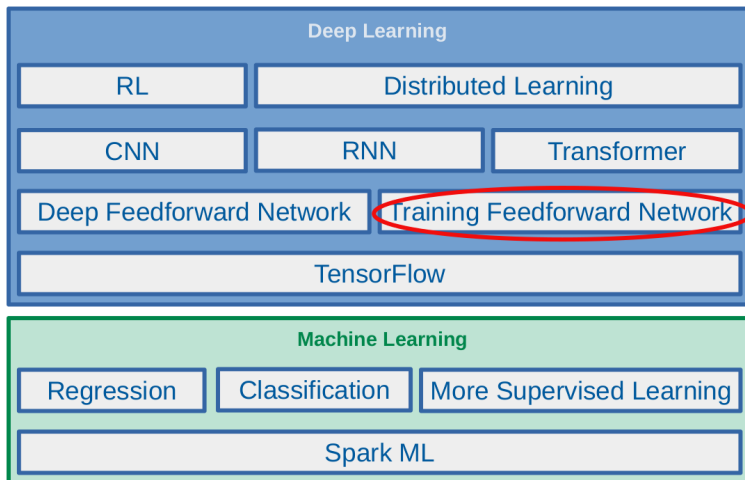 Deep Learning
RL
Distributed Learning
CNN
RNN
Transformer
Deep Feedforward Network
Training Feedforward Network
TensorFlow
Machine Learning
Regression
Classification
More Supervised Learning
Spark ML